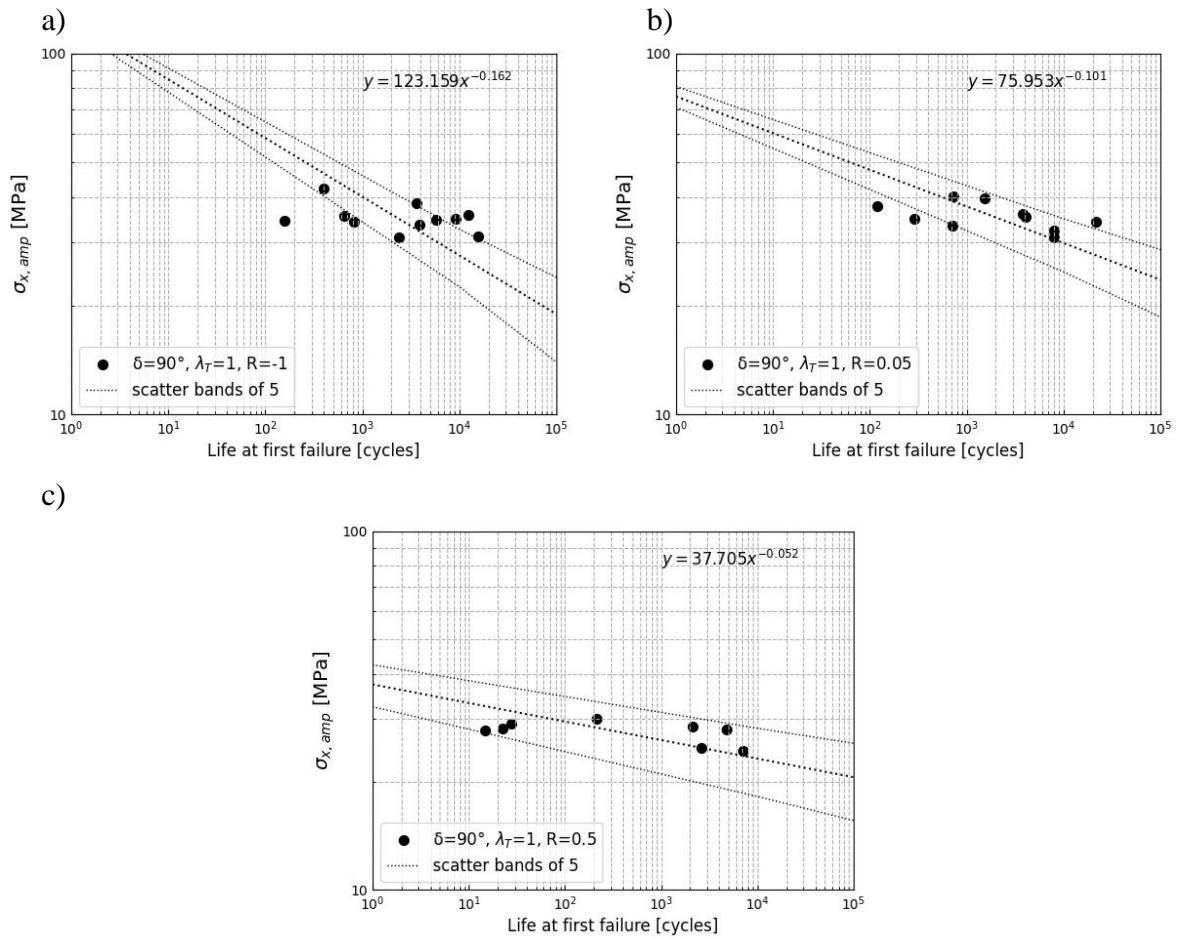 a)
100
10
σx, amp [MPa]
y = 123.159x^−0.162
δ=90°, λT=1, R=-1
scatter bands of 5
10^0 10^1 10^2 10^3 10^4 10^5
Life at first failure [cycles]
b)
100
10
σx, amp [MPa]
y = 75.953x^−0.101
δ=90°, λT=1, R=0.05
scatter bands of 5
10^0 10^1 10^2 10^3 10^4 10^5
Life at first failure [cycles]
c)
100
10
σx, amp [MPa]
y = 37.705x^−0.052
δ=90°, λT=1, R=0.5
scatter bands of 5
10^0 10^1 10^2 10^3 10^4 10^5
Life at first failure [cycles]